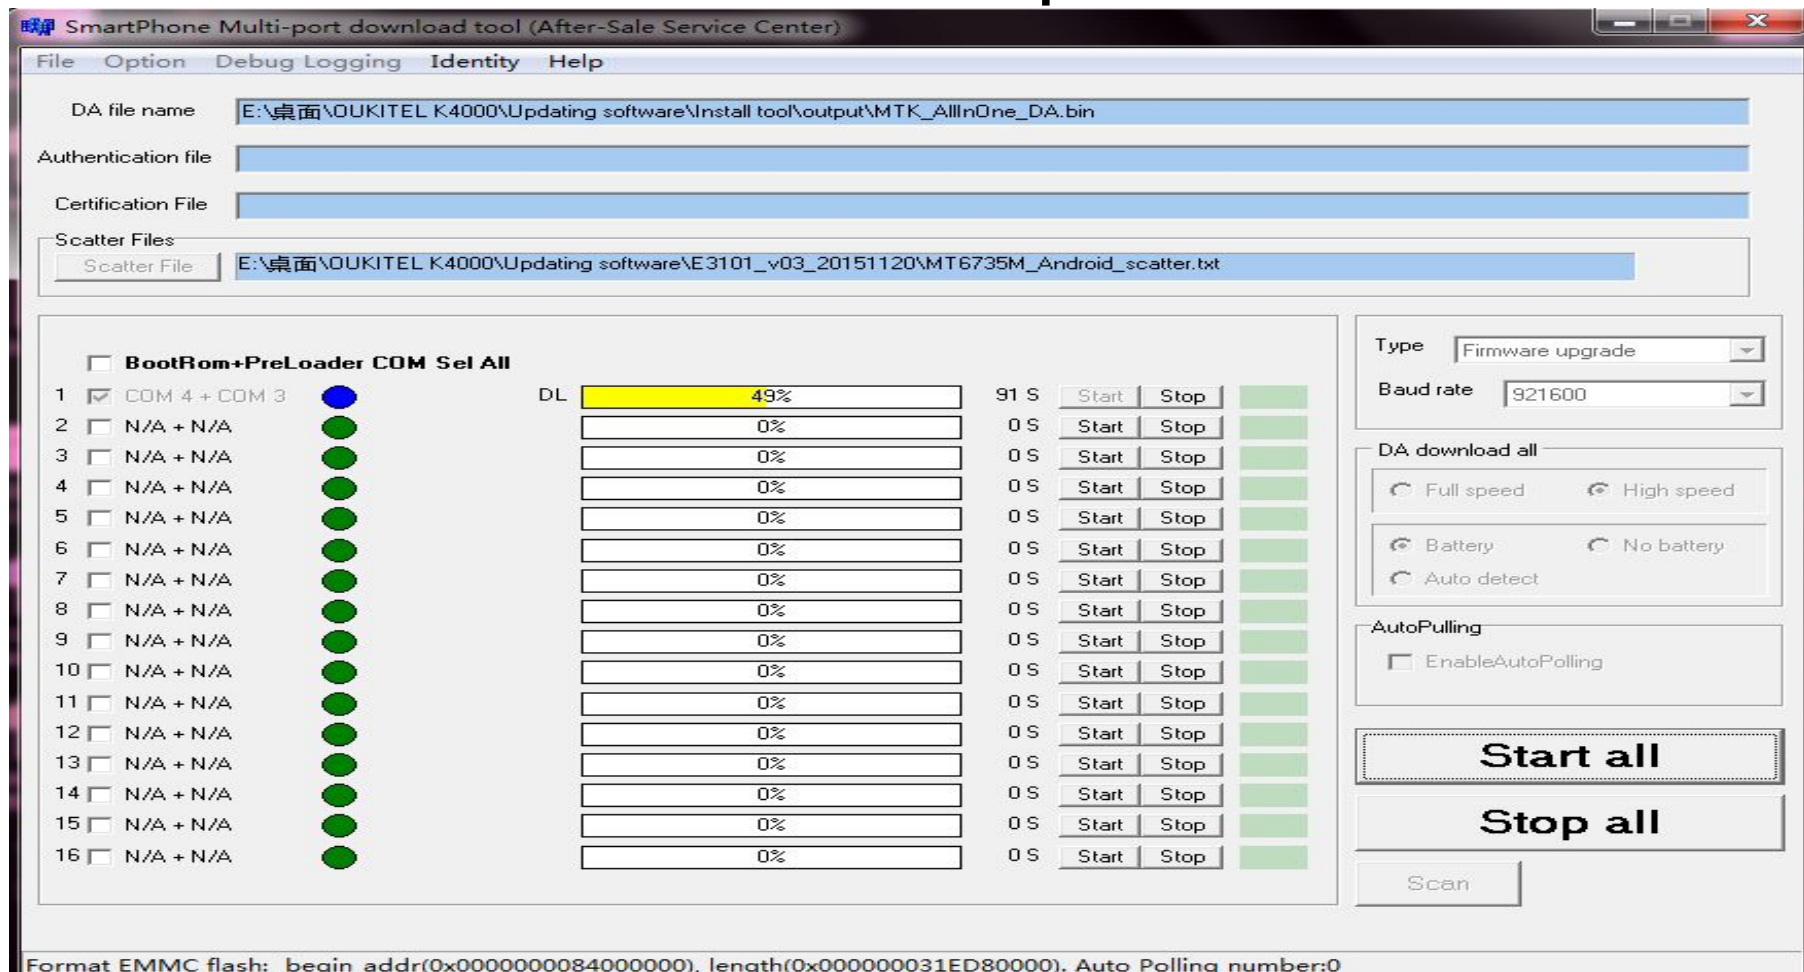 SmartPhone Multi-port download tool (After-Sale Service Center)
File Option Debug Logging Identity Help
DA file name E:\桌面\OUKITEL K4000\Updating software\Install tool\output\MTK_AllInOne_DA.bin
Authentication file
Certification File
Scatter Files
Scatter File E:\桌面\OUKITEL K4000\Updating software\E3101_v03_20151120\MT6735M_Android_scatter.txt
BootRom+PreLoader COM Sel All
1 COM 4 + COM 3 DL 49% 91 S Start Stop
2 N/A + N/A 0% 0 S Start Stop
3 N/A + N/A 0% 0 S Start Stop
4 N/A + N/A 0% 0 S Start Stop
5 N/A + N/A 0% 0 S Start Stop
6 N/A + N/A 0% 0 S Start Stop
7 N/A + N/A 0% 0 S Start Stop
8 N/A + N/A 0% 0 S Start Stop
9 N/A + N/A 0% 0 S Start Stop
10 N/A + N/A 0% 0 S Start Stop
11 N/A + N/A 0% 0 S Start Stop
12 N/A + N/A 0% 0 S Start Stop
13 N/A + N/A 0% 0 S Start Stop
14 N/A + N/A 0% 0 S Start Stop
15 N/A + N/A 0% 0 S Start Stop
16 N/A + N/A 0% 0 S Start Stop
Type Firmware upgrade
Baud rate 921600
DA download all
Full speed High speed
Battery No battery
Auto detect
AutoPulling
EnableAutoPolling
Start all
Stop all
Scan
Format EMMC flash: begin addr(0x0000000084000000), length(0x000000031ED80000). Auto Polling number:0